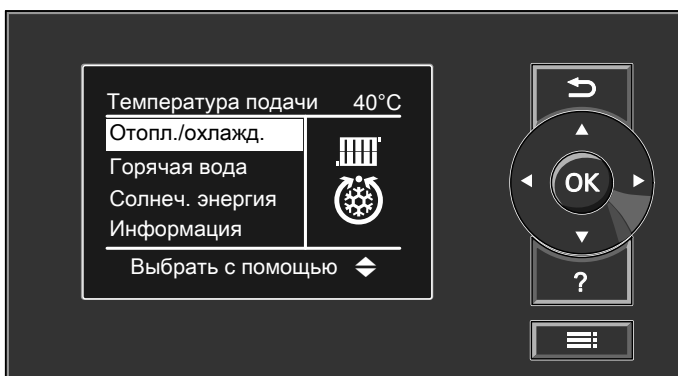 Температура подачи 40°C
Отопл./охлажд.
Горячая вода
Солнеч. энергия
Информация
Выбрать с помощью
OK
?